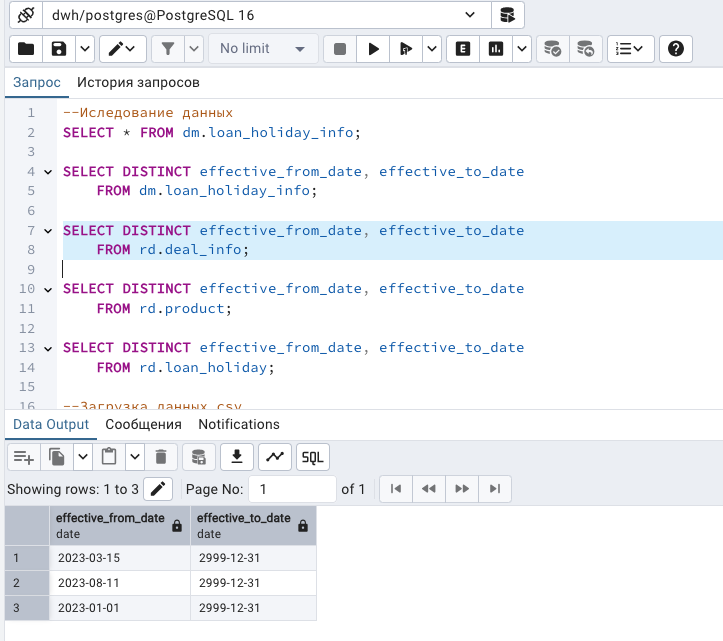 dwh/postgres@PostgreSQL 16
No limit
E
Запрос История запросов
1 --Иследование данных
2 SELECT * FROM dm.loan_holiday_info;
3
4 SELECT DISTINCT effective_from_date, effective_to_date
5 FROM dm.loan_holiday_info;
6
7 SELECT DISTINCT effective_from_date, effective_to_date
8 FROM rd.deal_info;
9
10 SELECT DISTINCT effective_from_date, effective_to_date
11 FROM rd.product;
12
13 SELECT DISTINCT effective_from_date, effective_to_date
14 FROM rd.loan_holiday;
15
16 --Загрузка данных csv
Data Output Сообщения Notifications
SQL
Showing rows: 1 to 3 Page No: 1 of 1
effective_from_date effective_to_date
date date
1 2023-03-15 2999-12-31
2 2023-08-11 2999-12-31
3 2023-01-01 2999-12-31